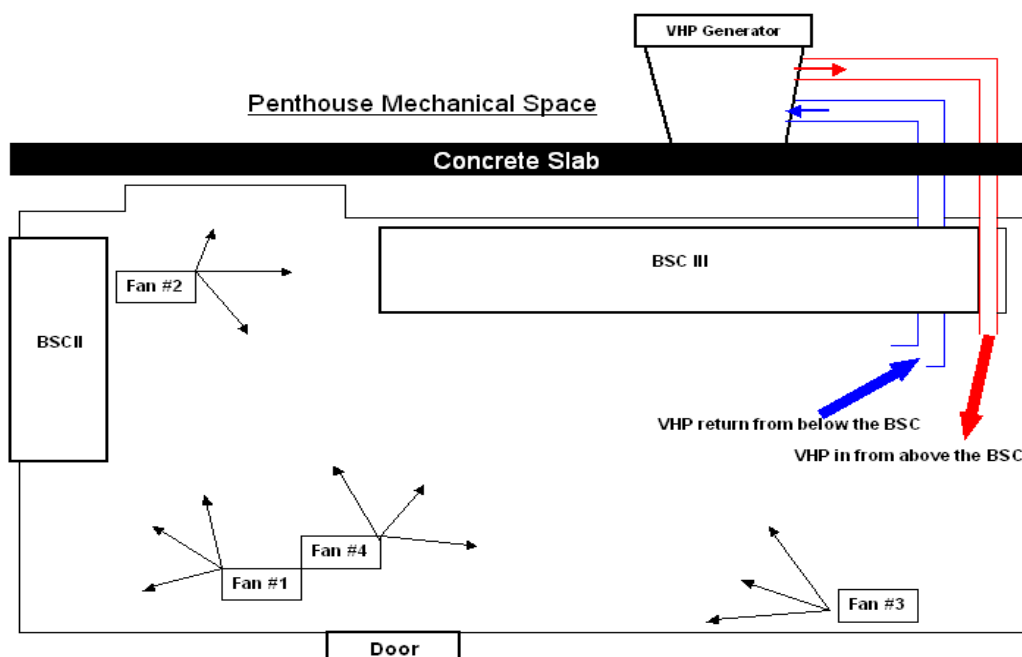 VHP Generator
Penthouse Mechanical Space
Concrete Slab
BSC III
Fan #2
BSCII
VHP return from below the BSC
VHP in from above the BSC
Fan #4
Fan #1
Fan #3
Door